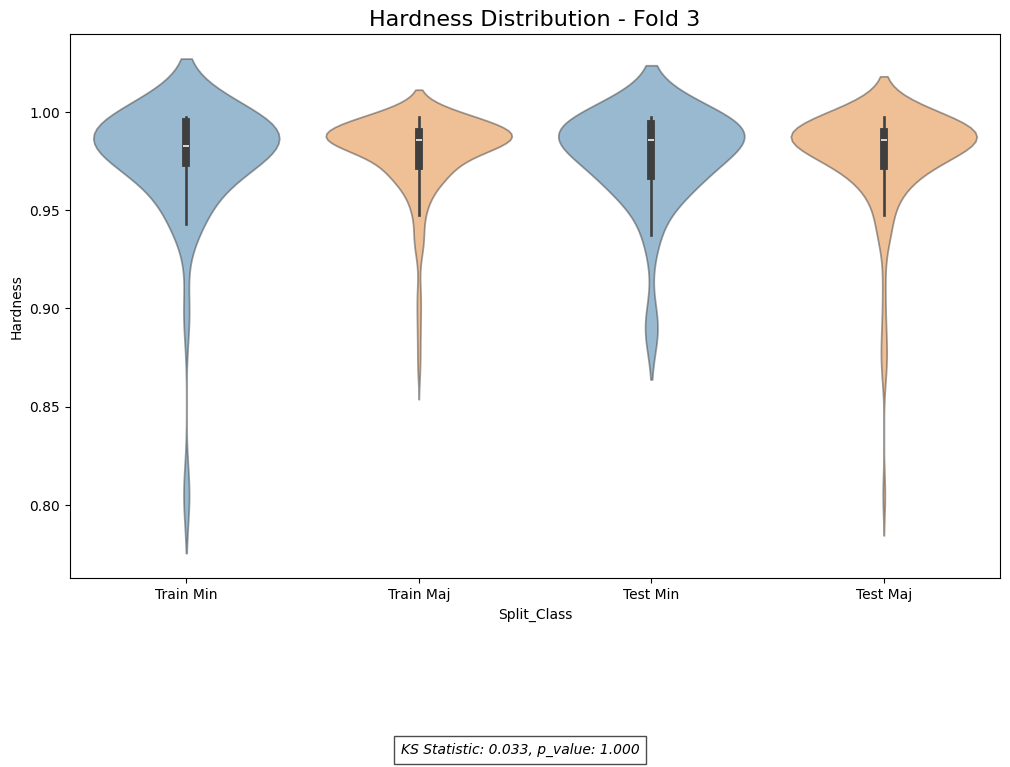 Hardness Distribution - Fold 3
1.00
0.95
0.90
0.85
0.80
Hardness
Train Min
Train Maj
Test Min
Test Maj
Split_Class
KS Statistic: 0.033, p_value: 1.000